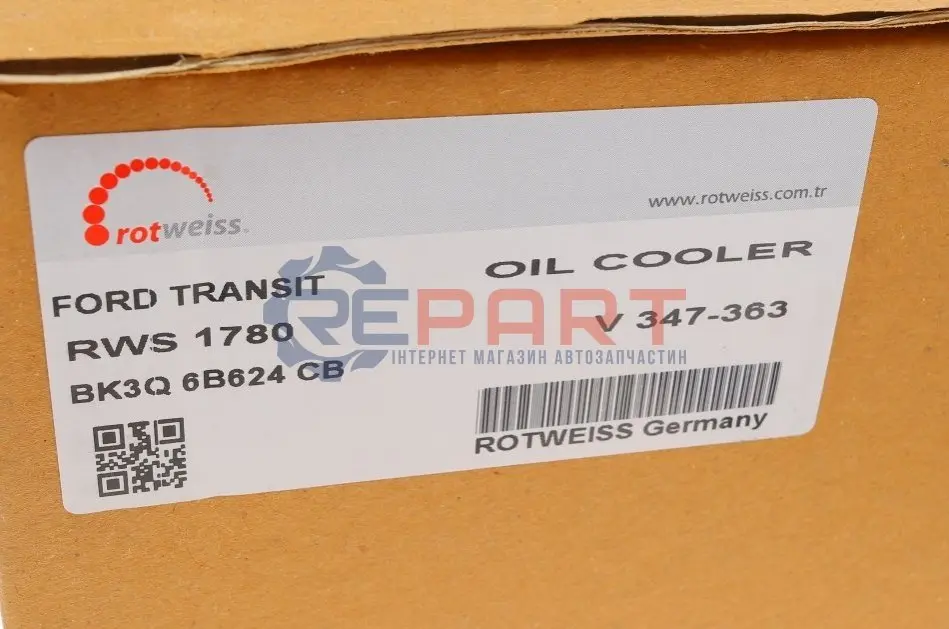 rotweiss.
www.rotweiss.com.tr
FORD TRANSIT
OIL COOLER
RWS 1780
V 347-363
BK3Q 6B624 CB
ROTWEISS Germany
REPART
ІНТЕРНЕТ МАГАЗИН АВТОЗАПЧАСТИН